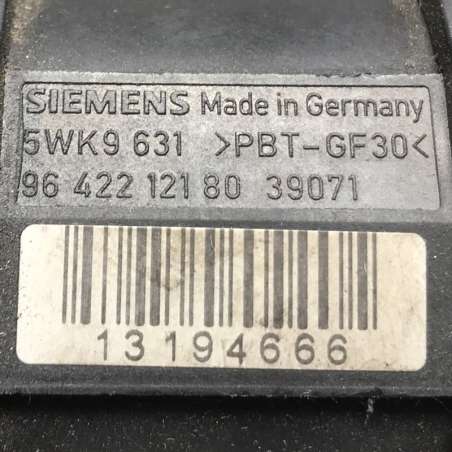 SIEMENS Made in Germany
5WK9 631 >PBT-GF30<
96 422 121 80 39071
13194666